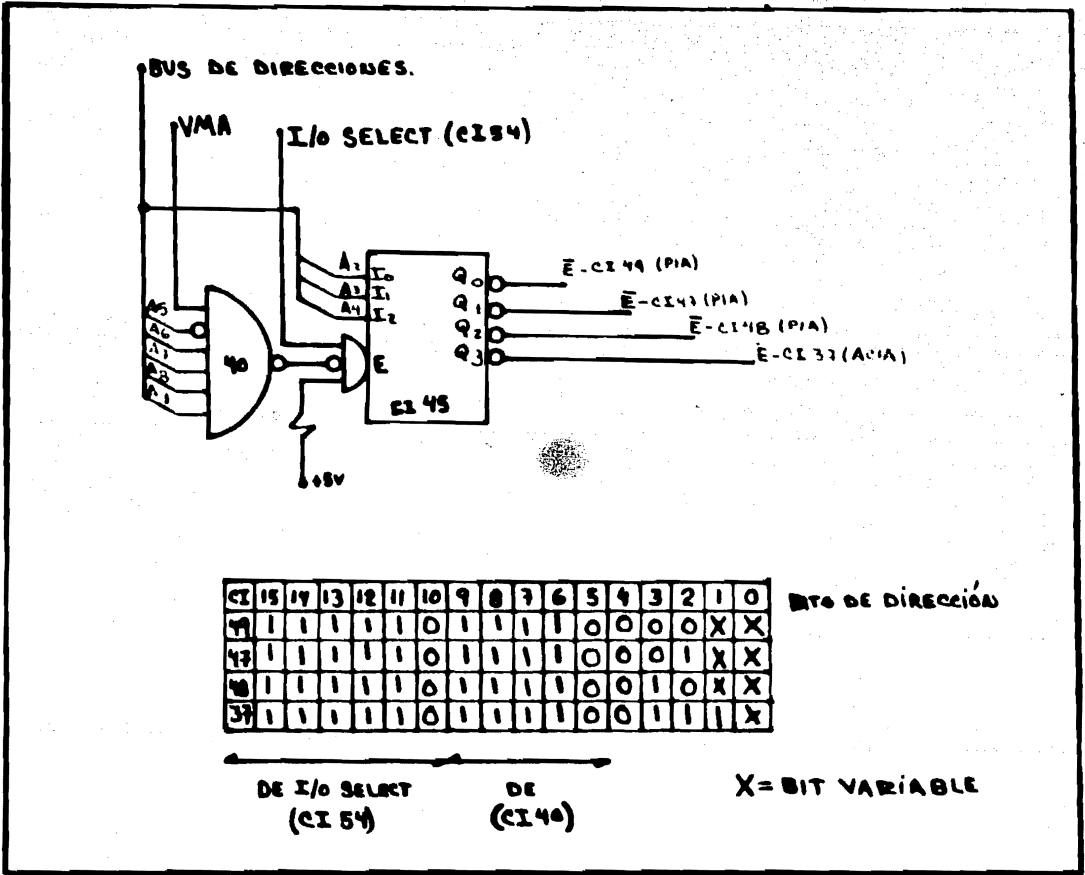 BUS DE DIRECCIONES.
VMA
I/O SELECT (CI54)
A2 I0
A3 I1
A4 I2
Q0
Q1
Q2
Q3
E
CI 45
Ē-CI 49 (PIA)
Ē-CI47 (PIA)
Ē-CI48 (PIA)
Ē-CI 37 (ACIA)
A5
A6
A7
A8
A9
40
+5V
CI 15 14 13 12 11 10 9 8 7 6 5 4 3 2 1 0
BITS DE DIRECCIÓN
49 1 1 1 1 1 0 1 1 1 1 0 0 0 0 X X
47 1 1 1 1 1 0 1 1 1 1 0 0 0 1 X X
48 1 1 1 1 1 0 1 1 1 1 0 0 1 0 X X
37 1 1 1 1 1 0 1 1 1 1 0 0 1 1 1 X
DE I/O SELECT
(CI 54)
DE
(CI 40)
X= BIT VARIABLE